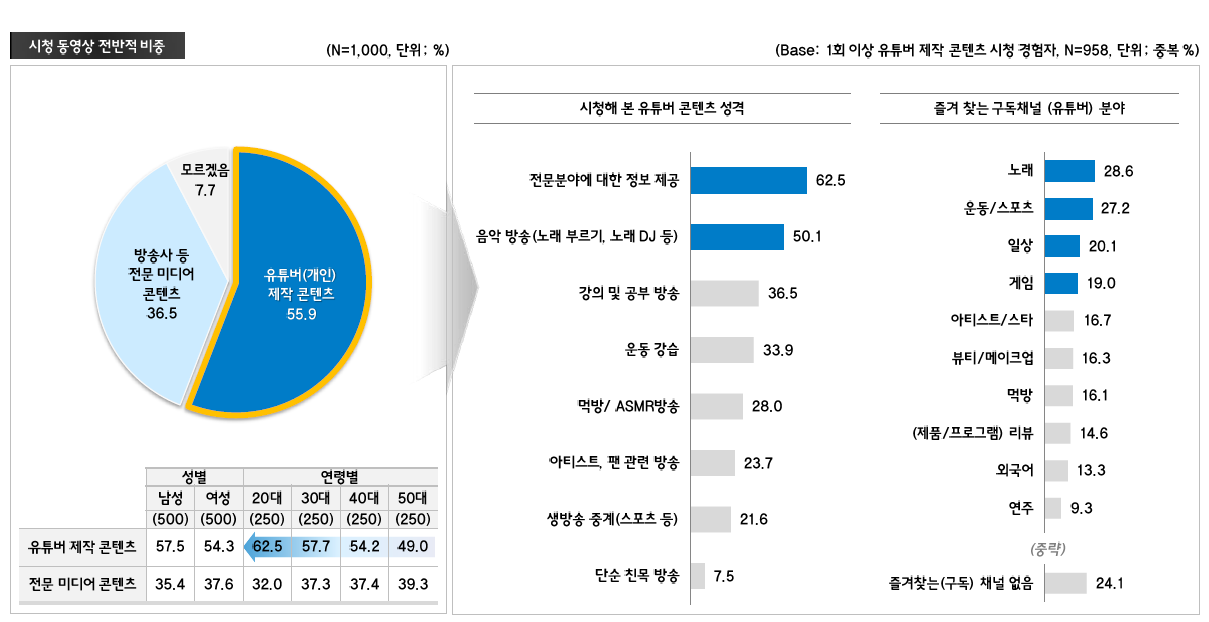 시청 동영상 전반적 비중
(N=1,000, 단위; %)
(Base: 1회 이상 유튜버 제작 콘텐츠 시청 경험자, N=958, 단위; 중복 %)
모르겠음
7.7
방송사 등
전문 미디어
콘텐츠
36.5
유튜버(개인)
제작 콘텐츠
55.9
성별 연령별
남성 여성 20대 30대 40대 50대
(500) (500) (250) (250) (250) (250)
유튜버 제작 콘텐츠 57.5 54.3 62.5 57.7 54.2 49.0
전문 미디어 콘텐츠 35.4 37.6 32.0 37.3 37.4 39.3
시청해 본 유튜버 콘텐츠 성격
전문분야에 대한 정보 제공 62.5
음악 방송(노래 부르기, 노래 DJ 등) 50.1
강의 및 공부 방송 36.5
운동 강습 33.9
먹방/ ASMR방송 28.0
아티스트, 팬 관련 방송 23.7
생방송 중계(스포츠 등) 21.6
단순 친목 방송 7.5
즐겨 찾는 구독채널 (유튜버) 분야
노래 28.6
운동/스포츠 27.2
일상 20.1
게임 19.0
아티스트/스타 16.7
뷰티/메이크업 16.3
먹방 16.1
(제품/프로그램) 리뷰 14.6
외국어 13.3
연주 9.3
(중략)
즐겨찾는(구독) 채널 없음 24.1